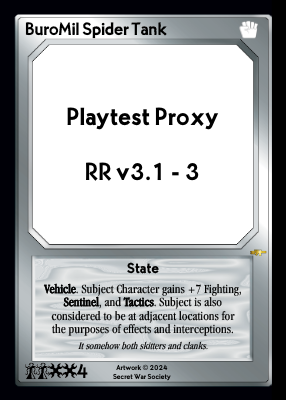 BuroMil Spider Tank
Playtest Proxy
RR v3.1 - 3
State
Vehicle. Subject Character gains +7 Fighting,
Sentinel, and Tactics. Subject is also
considered to be at adjacent locations for
the purposes of effects and interceptions.
It somehow both skitters and clanks.
4
Artwork © 2024
Secret War Society